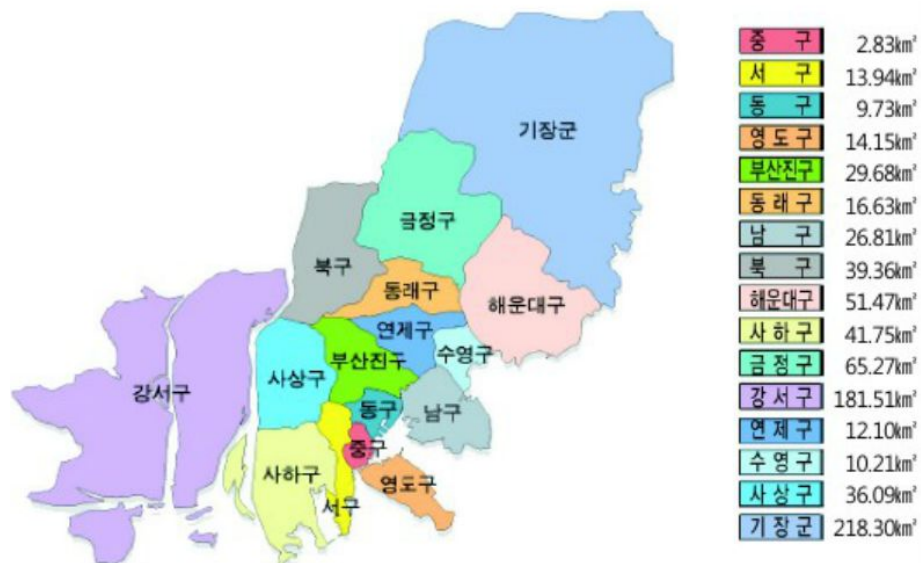 기장군
금정구
북구
동래구
해운대구
연제구
수영구
부산진구
사상구
강서구
동구
남구
중구
사하구
영도구
서구
중 구 2.83㎢
서 구 13.94㎢
동 구 9.73㎢
영 도 구 14.15㎢
부산진구 29.68㎢
동 래 구 16.63㎢
남 구 26.81㎢
북 구 39.36㎢
해운대구 51.47㎢
사 하 구 41.75㎢
금 정 구 65.27㎢
강 서 구 181.51㎢
연 제 구 12.10㎢
수 영 구 10.21㎢
사 상 구 36.09㎢
기 장 군 218.30㎢